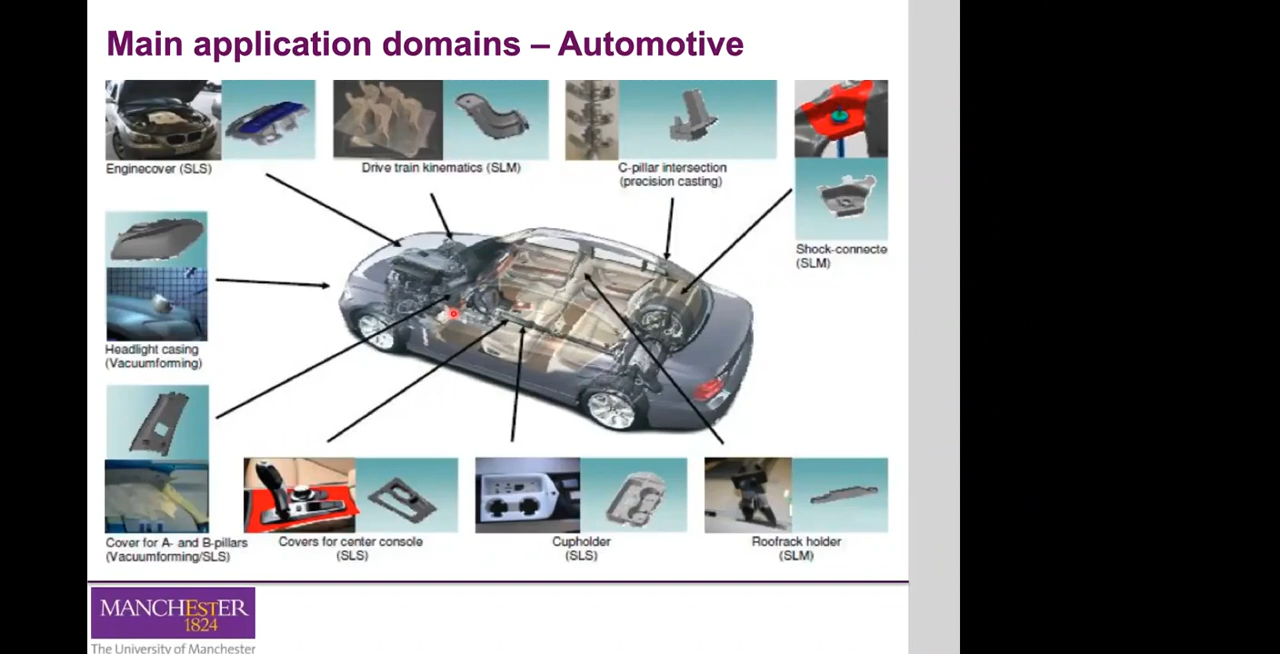 Main application domains – Automotive
Enginecover (SLS)
Drive train kinematics (SLM)
C-pillar intersection
(precision casting)
Shock-connecte
(SLM)
Headlight casing
(Vacuumforming)
Cover for A- and B-pillars
(Vacuumforming/SLS)
Covers for center console
(SLS)
Cupholder
(SLS)
Roofrack holder
(SLM)
MANCHESTER
1824
The University of Manchester